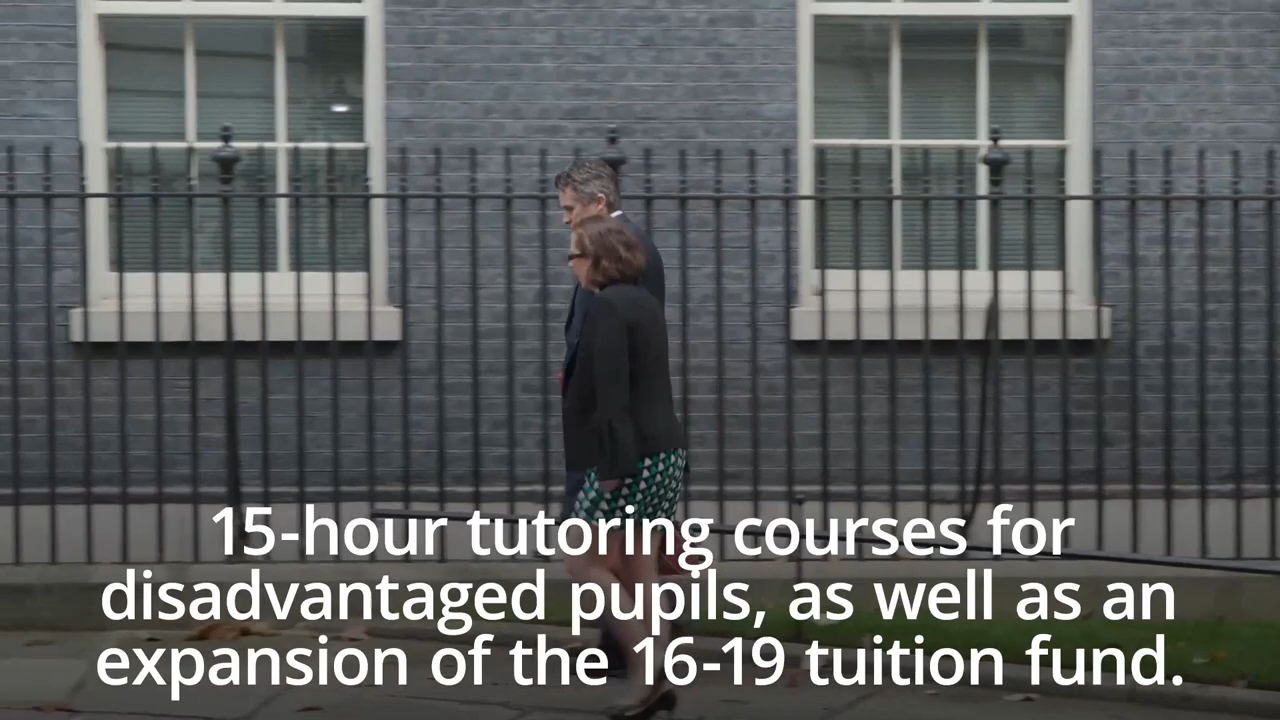 15-hour tutoring courses for
disadvantaged pupils, as well as an
expansion of the 16-19 tuition fund.